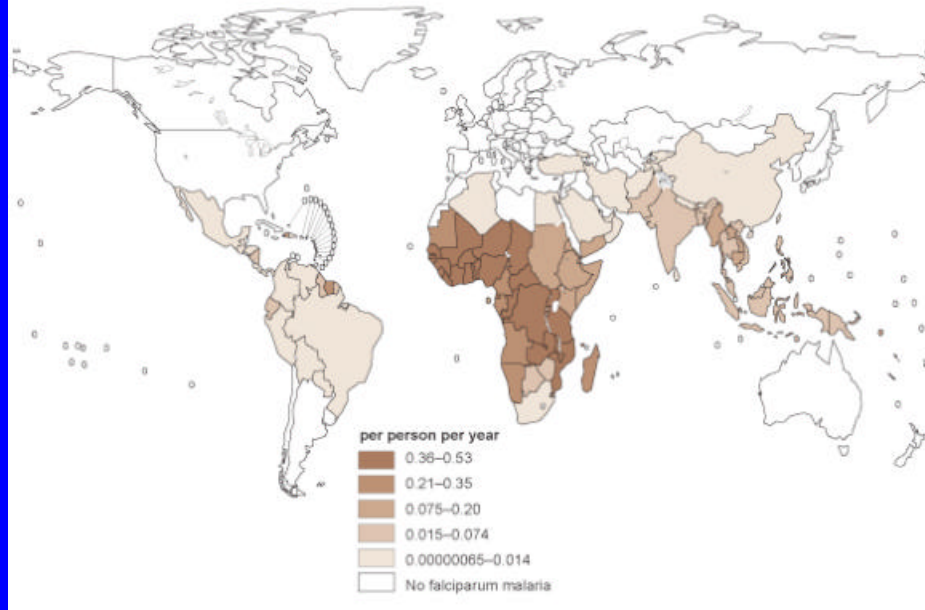 per person per year
0.36–0.53
0.21–0.35
0.075–0.20
0.015–0.074
0.00000065–0.014
No falciparum malaria